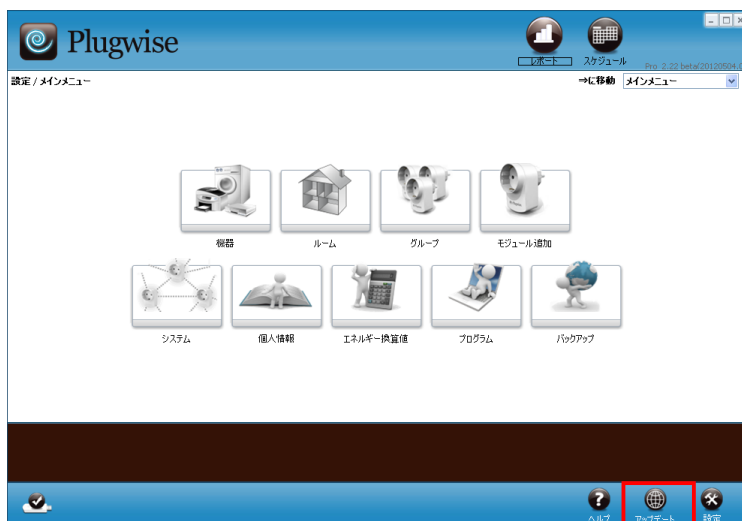 Plugwise
レポート
スケジュール
Pro 2.22 beta(20120504.0
設定 / メインメニュー
⇒に移動
メインメニュー
機器
ルーム
グループ
モジュール追加
システム
個人情報
エネルギー換算値
プログラム
バックアップ
ヘルプ
アップデート
設定